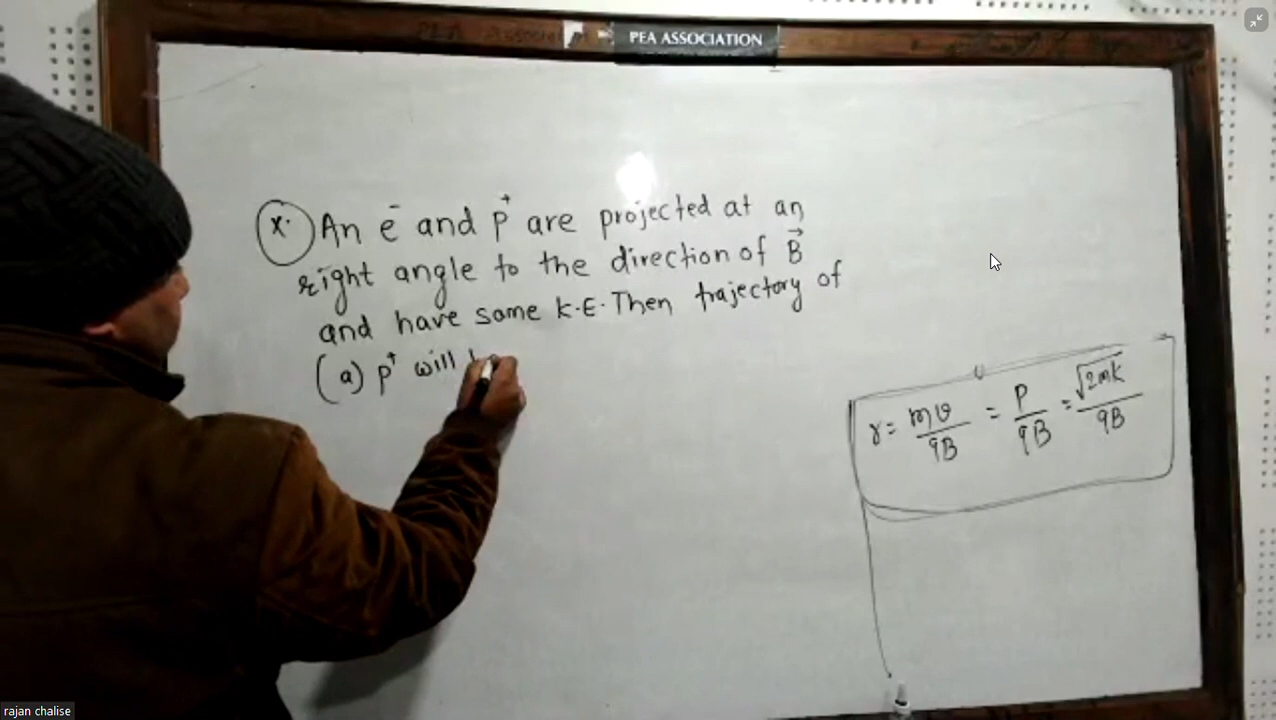 PEA ASSOCIATION
x. An e⁻ and p⁺ are projected at an
right angle to the direction of B⃗
and have same K.E. Then trajectory of
(a) p⁺ will
r = mv/qB = P/qB = √2mk/qB
rajan chalise